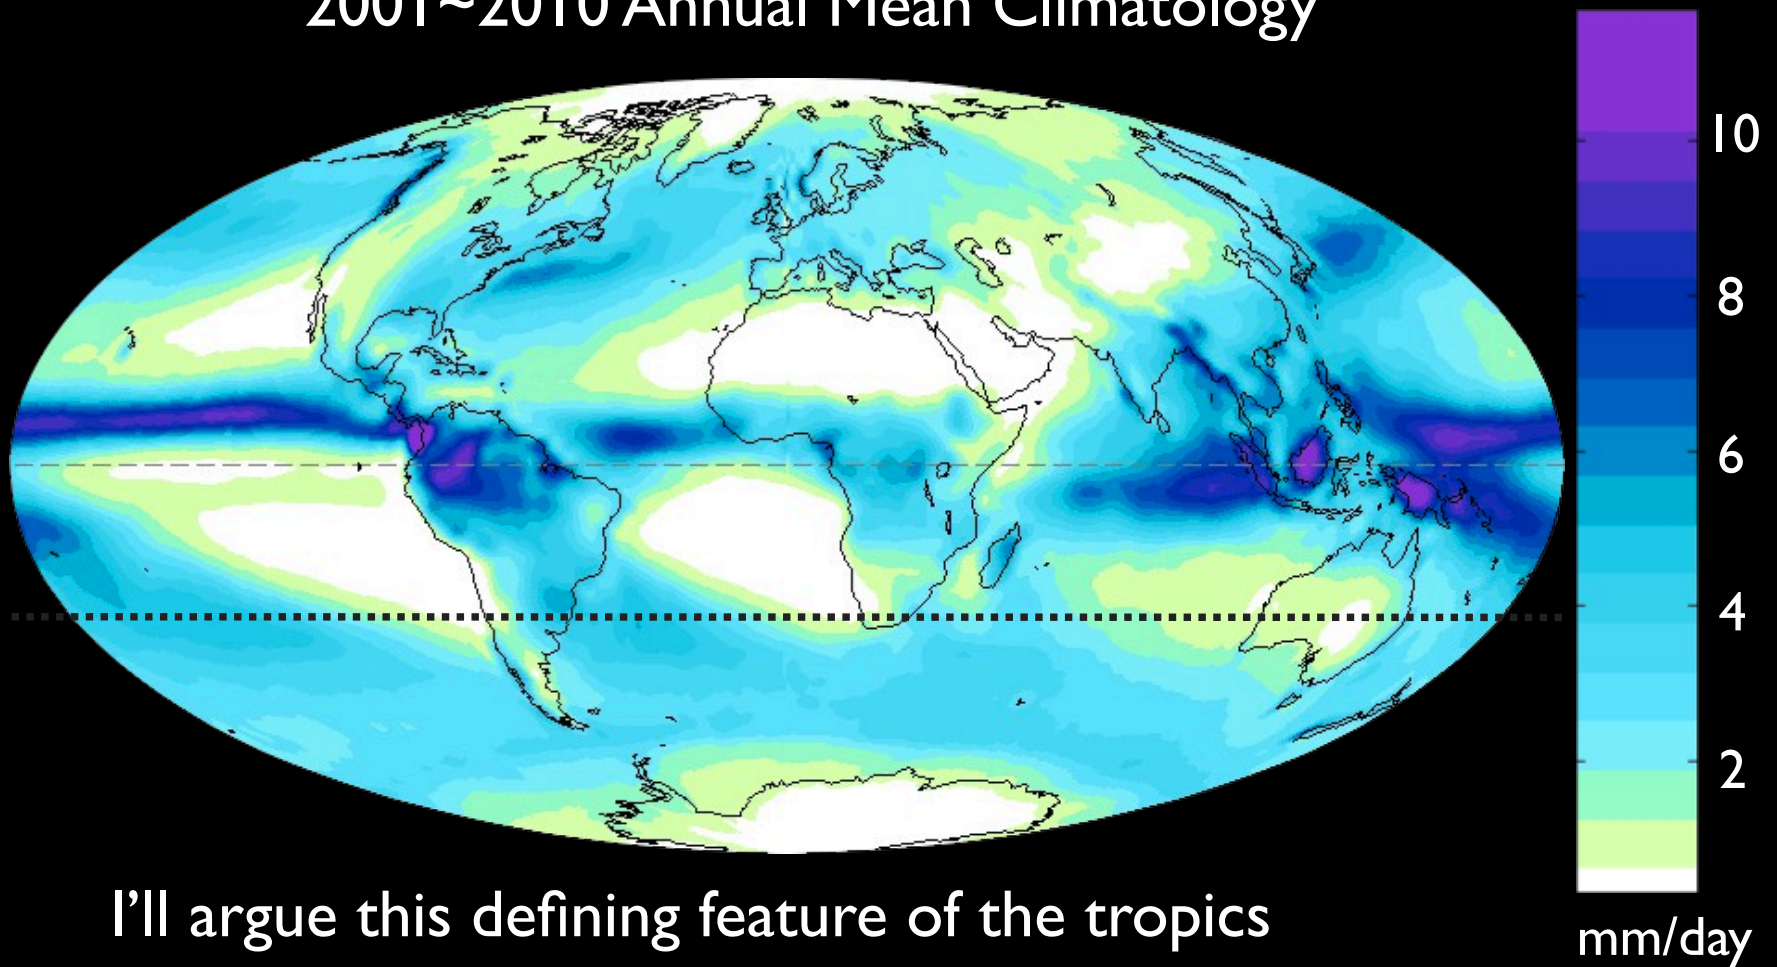 2001~2010 Annual Mean Climatology
10
8
6
4
2
mm/day
I'll argue this defining feature of the tropics